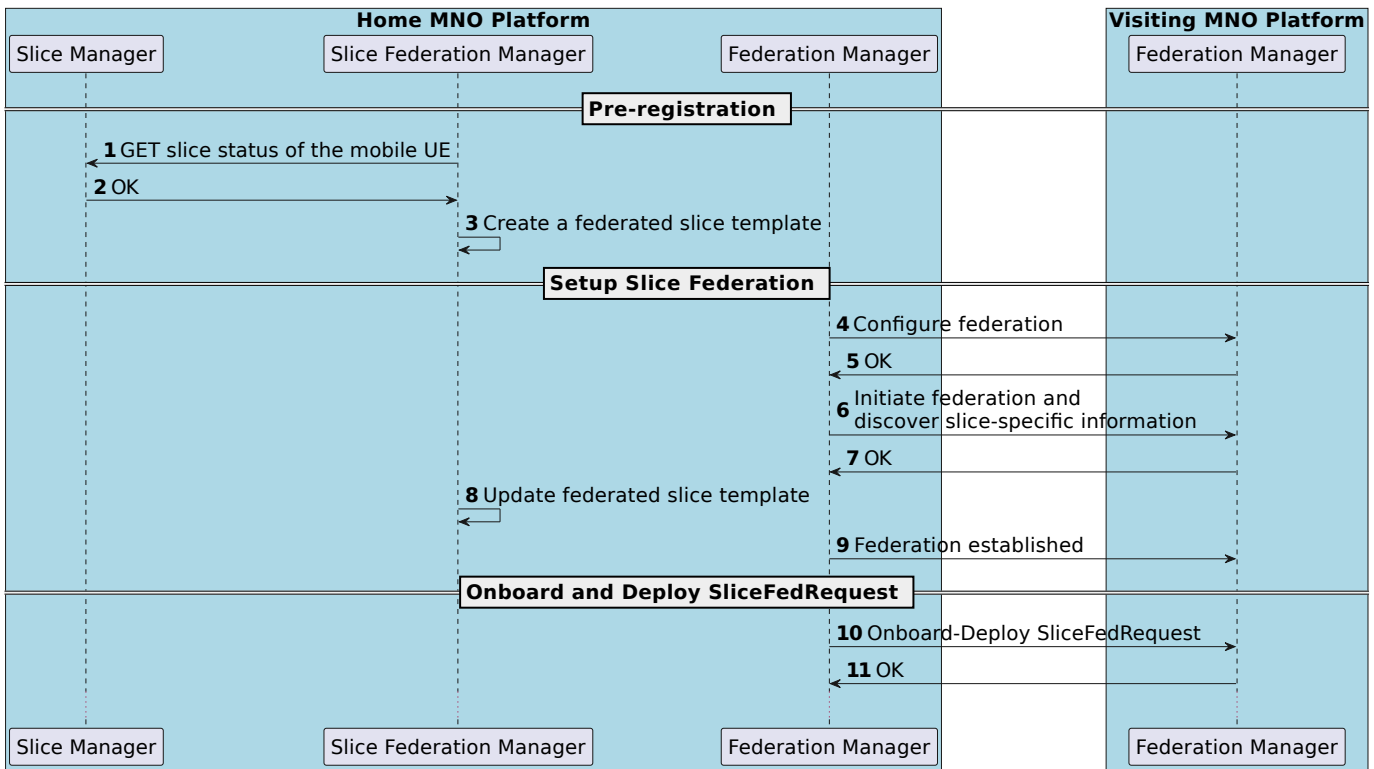 Home MNO Platform
Visiting MNO Platform
Slice Manager
Slice Federation Manager
Federation Manager
Federation Manager
Pre-registration
1 GET slice status of the mobile UE
2 OK
3 Create a federated slice template
Setup Slice Federation
4 Configure federation
5 OK
6 Initiate federation and
discover slice-specific information
7 OK
8 Update federated slice template
9 Federation established
Onboard and Deploy SliceFedRequest
10 Onboard-Deploy SliceFedRequest
11 OK
Slice Manager
Slice Federation Manager
Federation Manager
Federation Manager